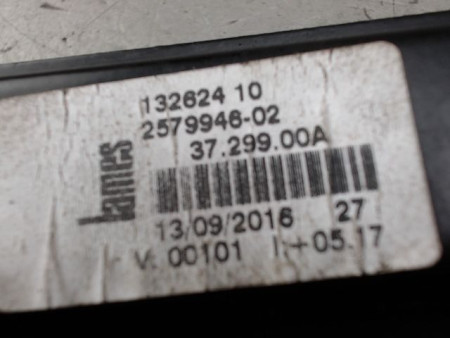 132624 10
2579946-02
37.299.00A
Lames
13/09/2016 27
V: 00101 I:+05.17